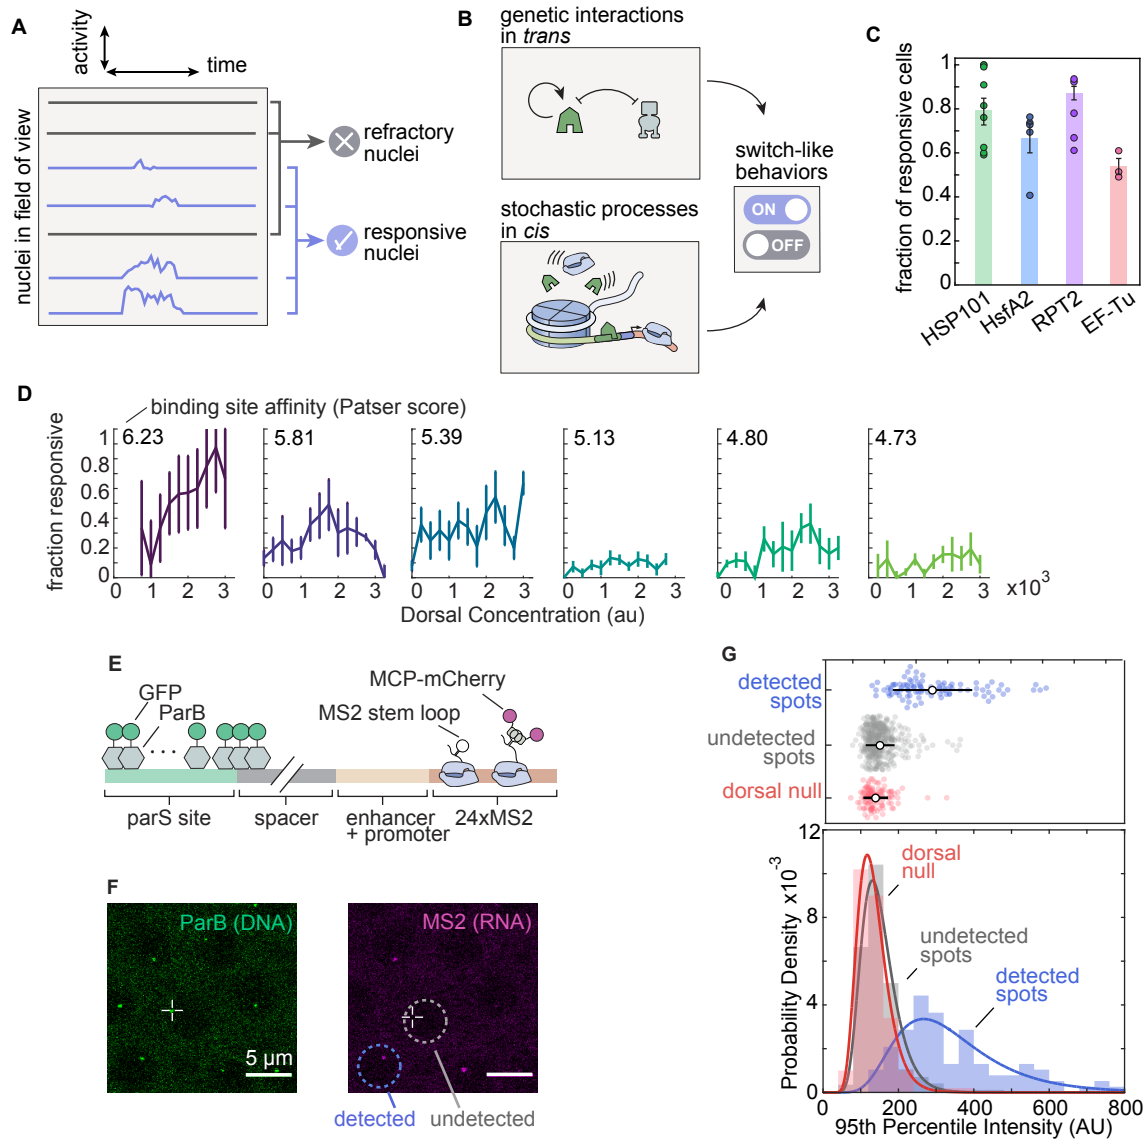 A
activity
time
nuclei in field of view
refractory
nuclei
responsive
nuclei
B
genetic interactions
in trans
stochastic processes
in cis
switch-like
behaviors
ON
OFF
C
fraction of responsive cells
1
0.8
0.6
0.4
0.2
0
HSP101
HsfA2
RPT2
EF-Tu
D
binding site affinity (Patser score)
fraction responsive
1
0.8
0.6
0.4
0.2
0
6.23
5.81
5.39
5.13
4.80
4.73
1 2 3
0 1 2 3
0 1 2 3
0 1 2 3
0 1 2 3
0 1 2 3
x10³
Dorsal Concentration (au)
E
GFP
ParB
MCP-mCherry
MS2 stem loop
parS site
spacer
enhancer
+ promoter
24xMS2
F
ParB (DNA)
5 µm
MS2 (RNA)
detected
undetected
G
detected
spots
undetected
spots
dorsal null
Probability Density x10⁻³
12
8
4
0
dorsal
null
undetected
spots
detected
spots
0 200 400 600 800
95th Percentile Intensity (AU)